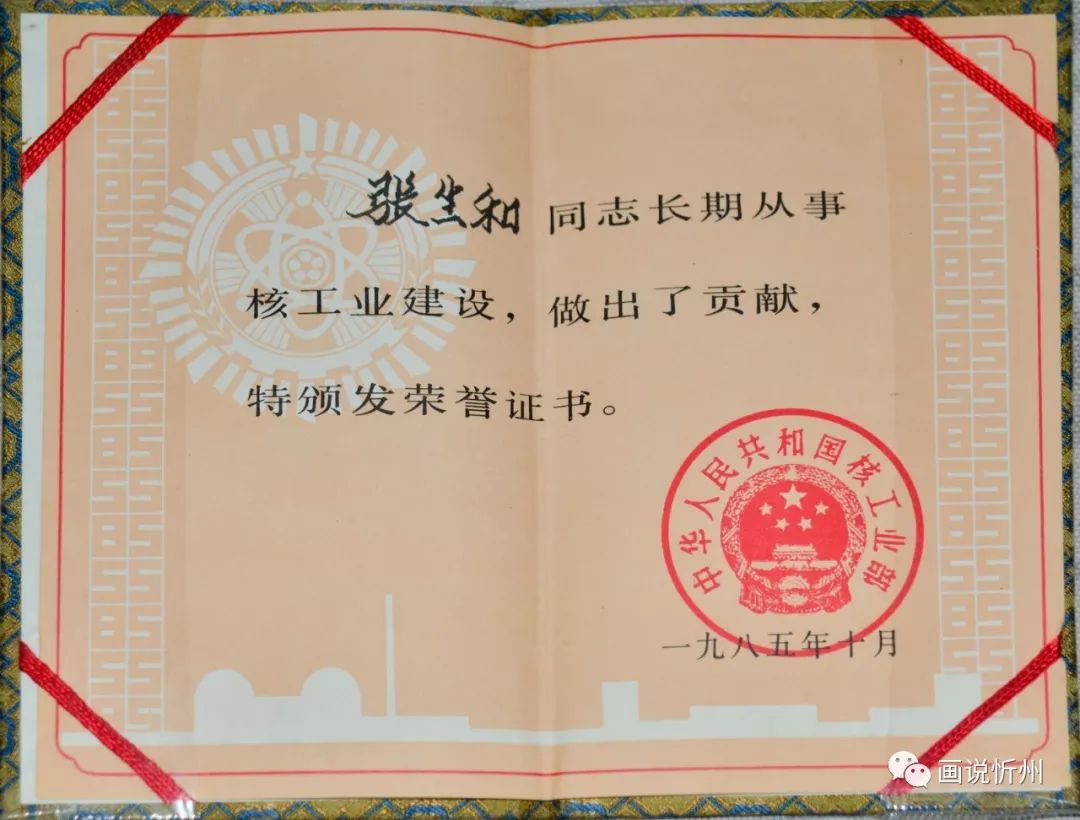 张生和 同志长期从事
核工业建设，做出了贡献，
特颁发荣誉证书。
中华人民共和国核工业部
一九八五年十月
画说忻州